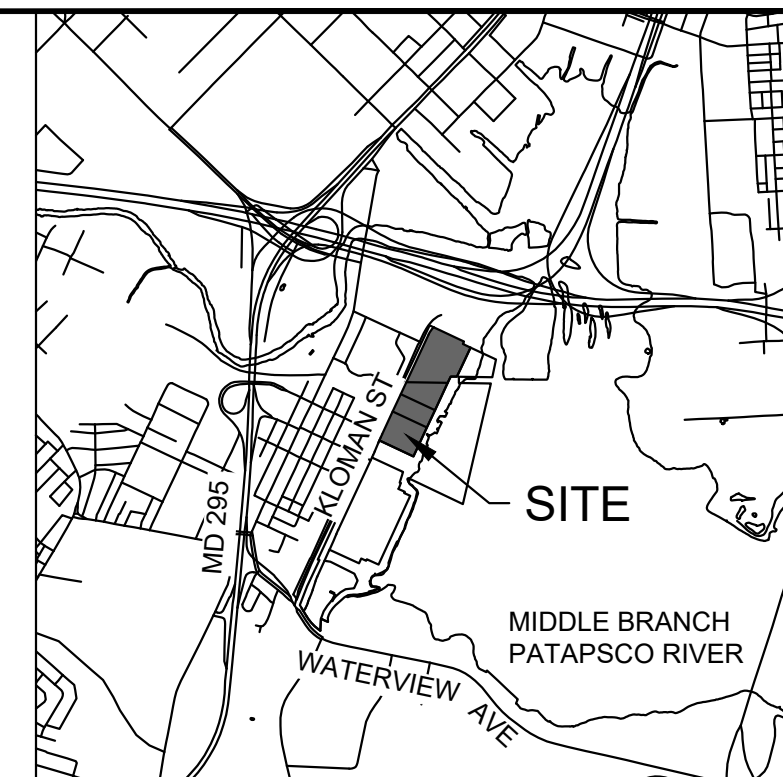 KLOMAN ST
MD 295
SITE
MIDDLE BRANCH
PATAPSCO RIVER
WATERVIEW AVE